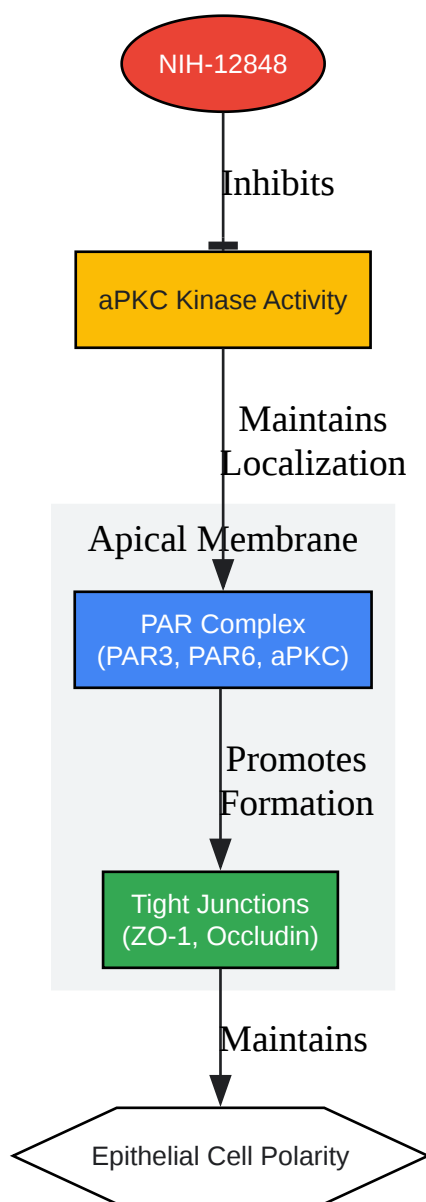 NIH-12848
Inhibits
aPKC Kinase Activity
Maintains
Localization
Apical Membrane
PAR Complex
(PAR3, PAR6, aPKC)
Promotes
Formation
Tight Junctions
(ZO-1, Occludin)
Maintains
Epithelial Cell Polarity